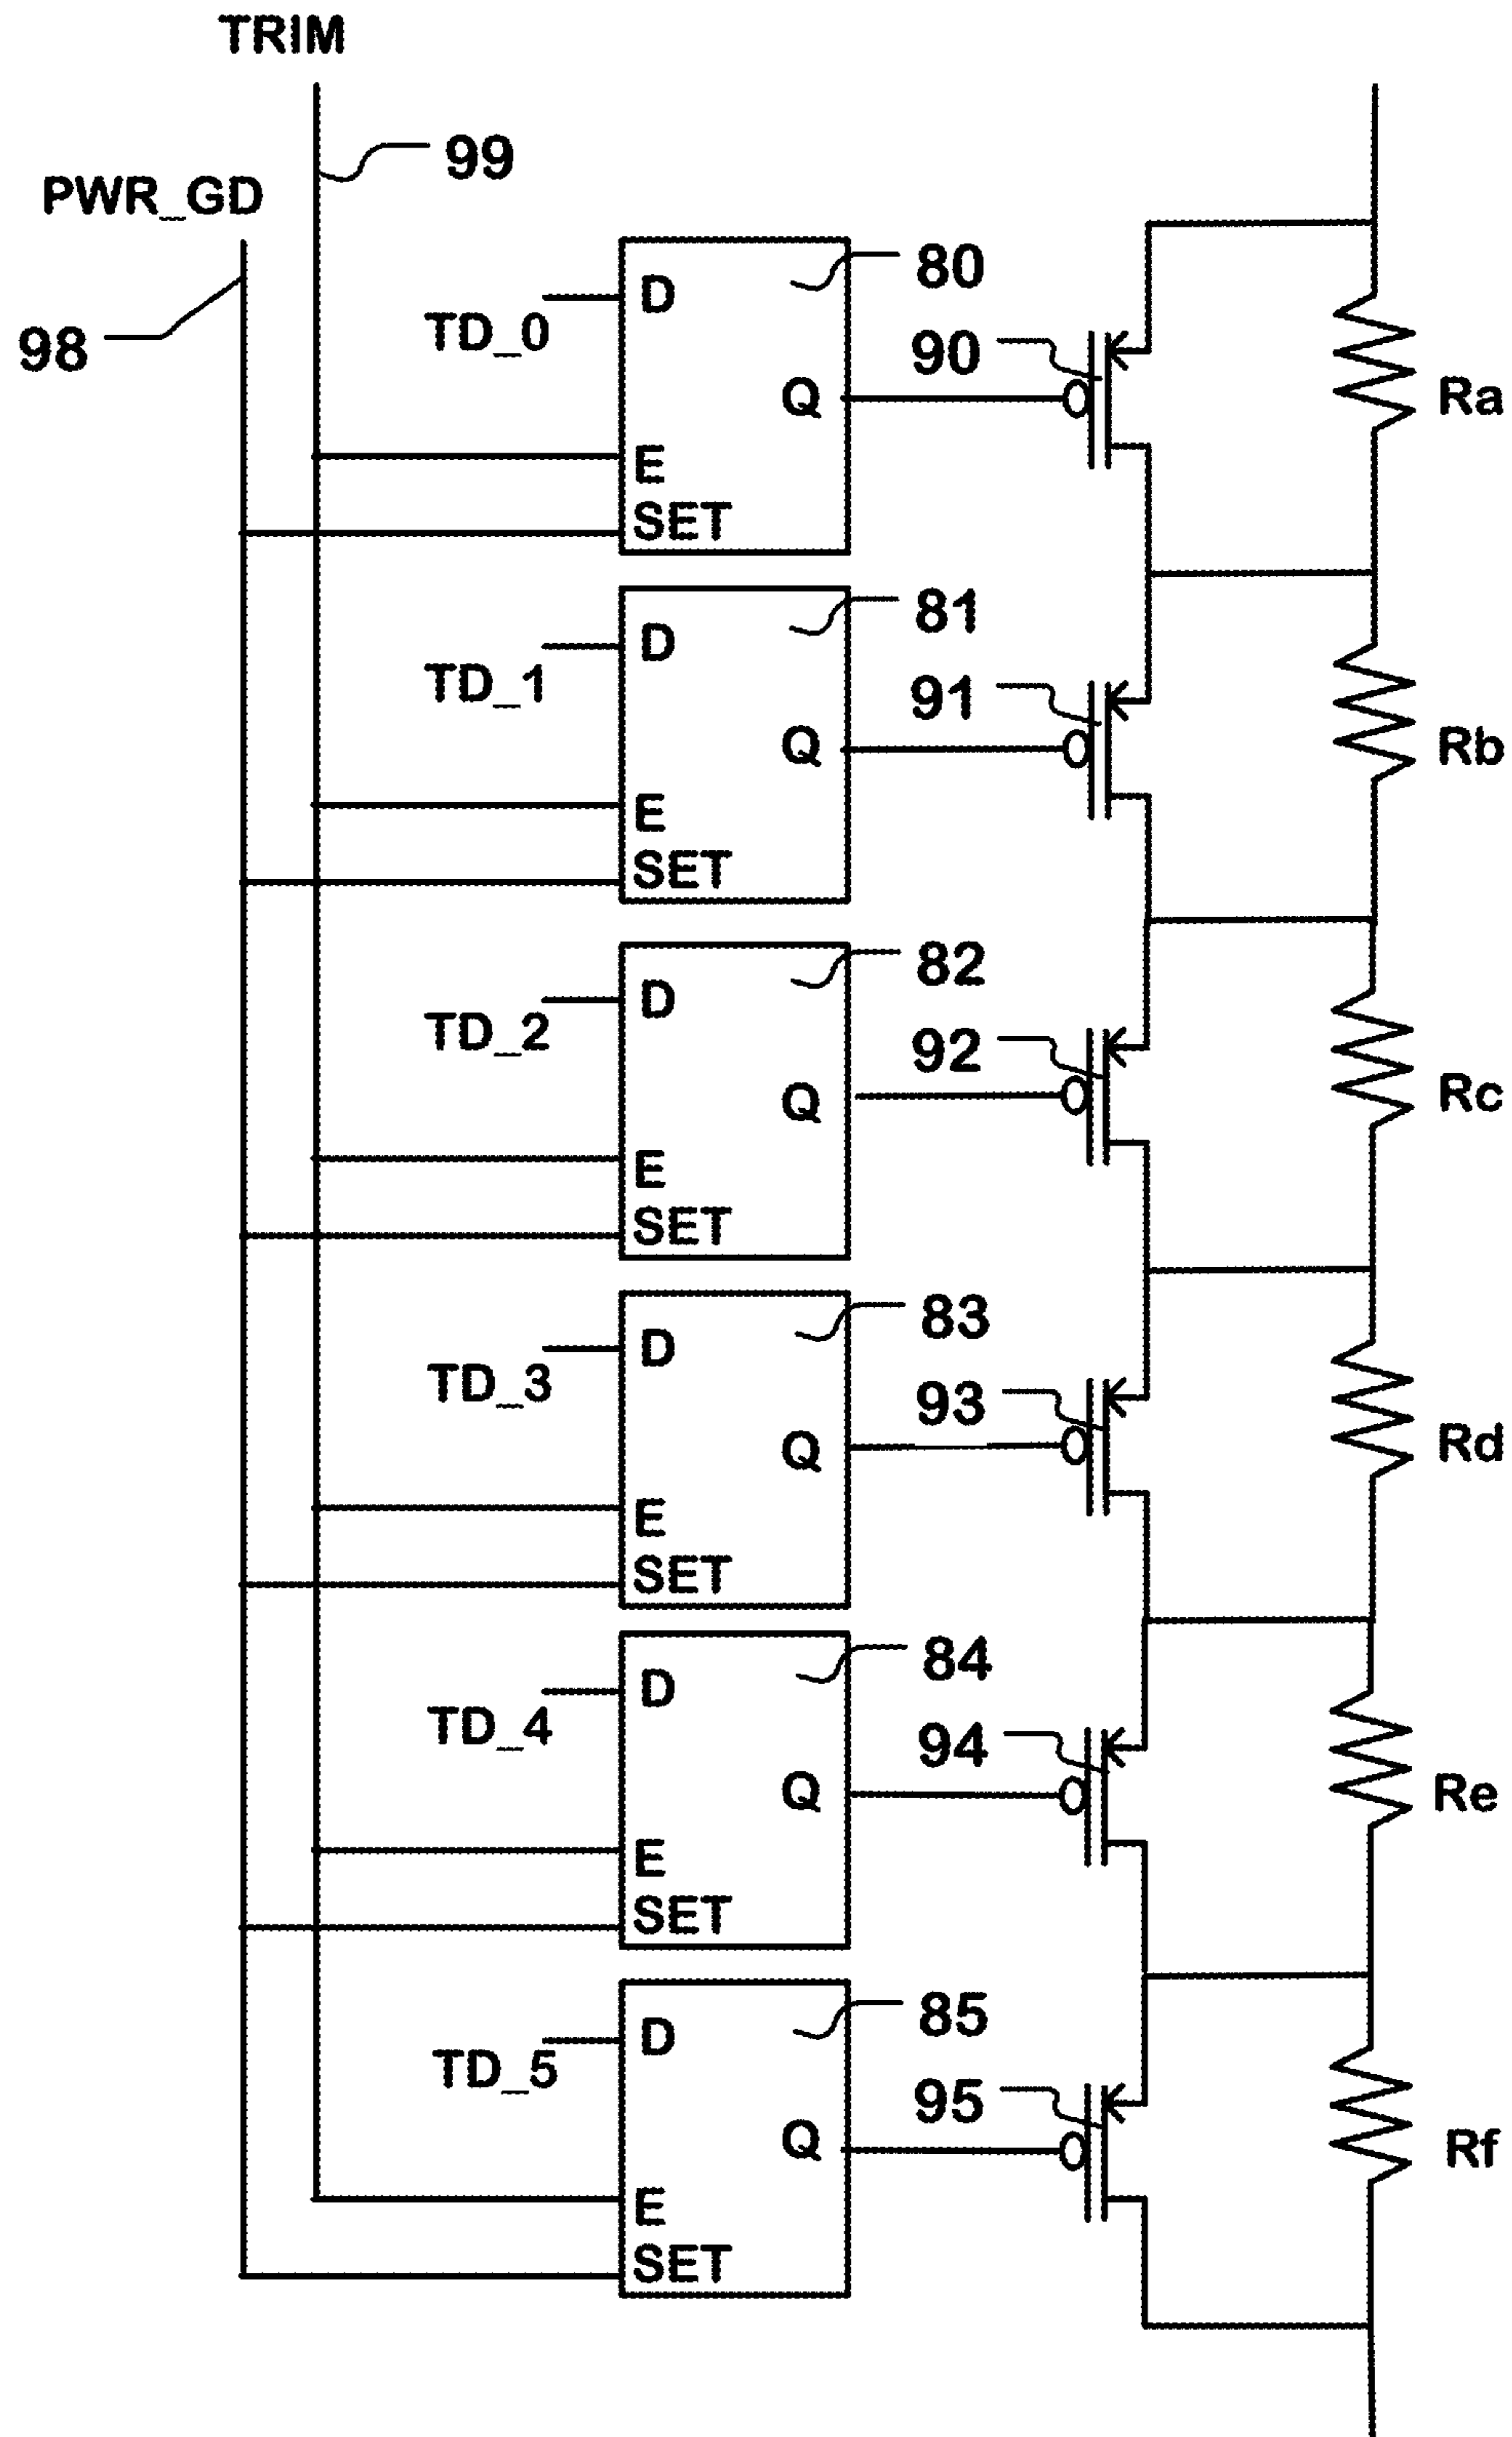 TRIM
99
PWR_GD
98
80
D
TD_0
90
Q
Ra
E
SET
81
D
TD_1
91
Q
Rb
E
SET
82
D
TD_2
92
Q
Rc
E
SET
83
D
TD_3
93
Q
Rd
E
SET
84
D
TD_4
94
Q
Re
E
SET
85
D
TD_5
95
Q
Rf
E
SET